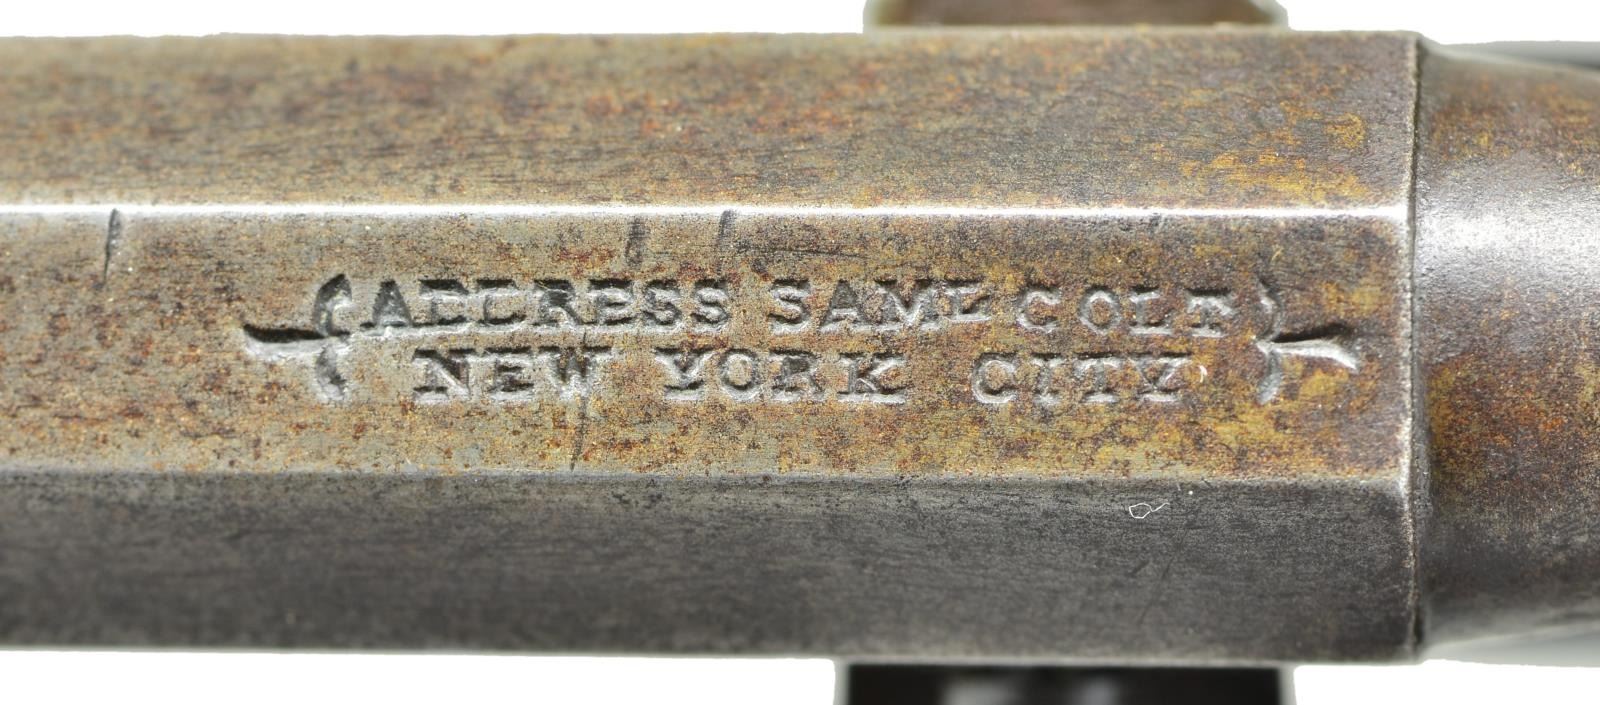 ADDRESS SAML COLT
NEW YORK CITY